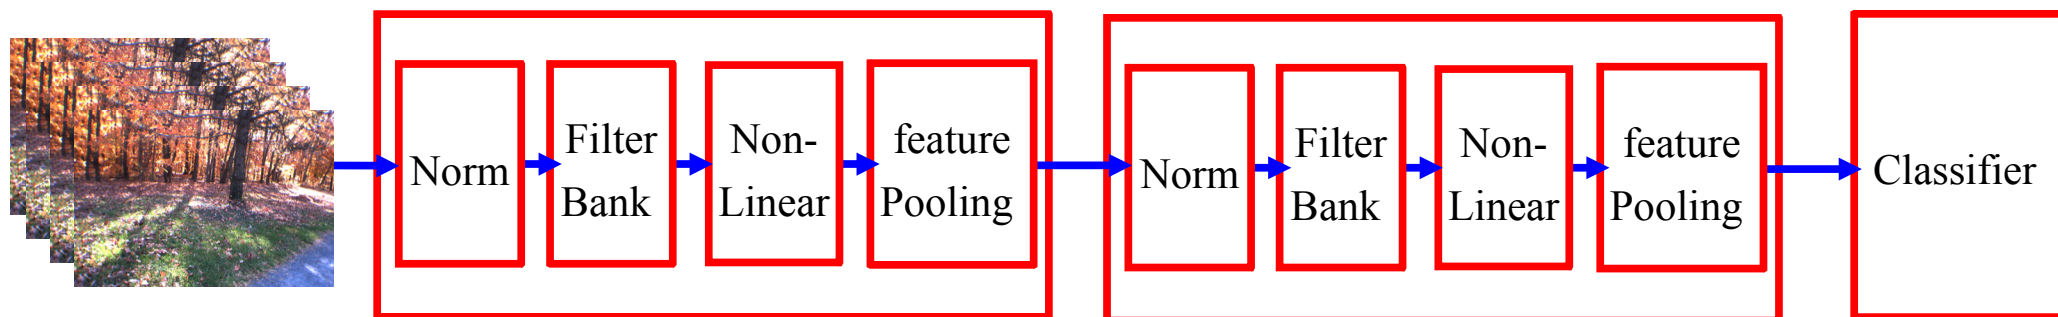 Norm
Filter
Bank
Non-
Linear
feature
Pooling
Norm
Filter
Bank
Non-
Linear
feature
Pooling
Classifier